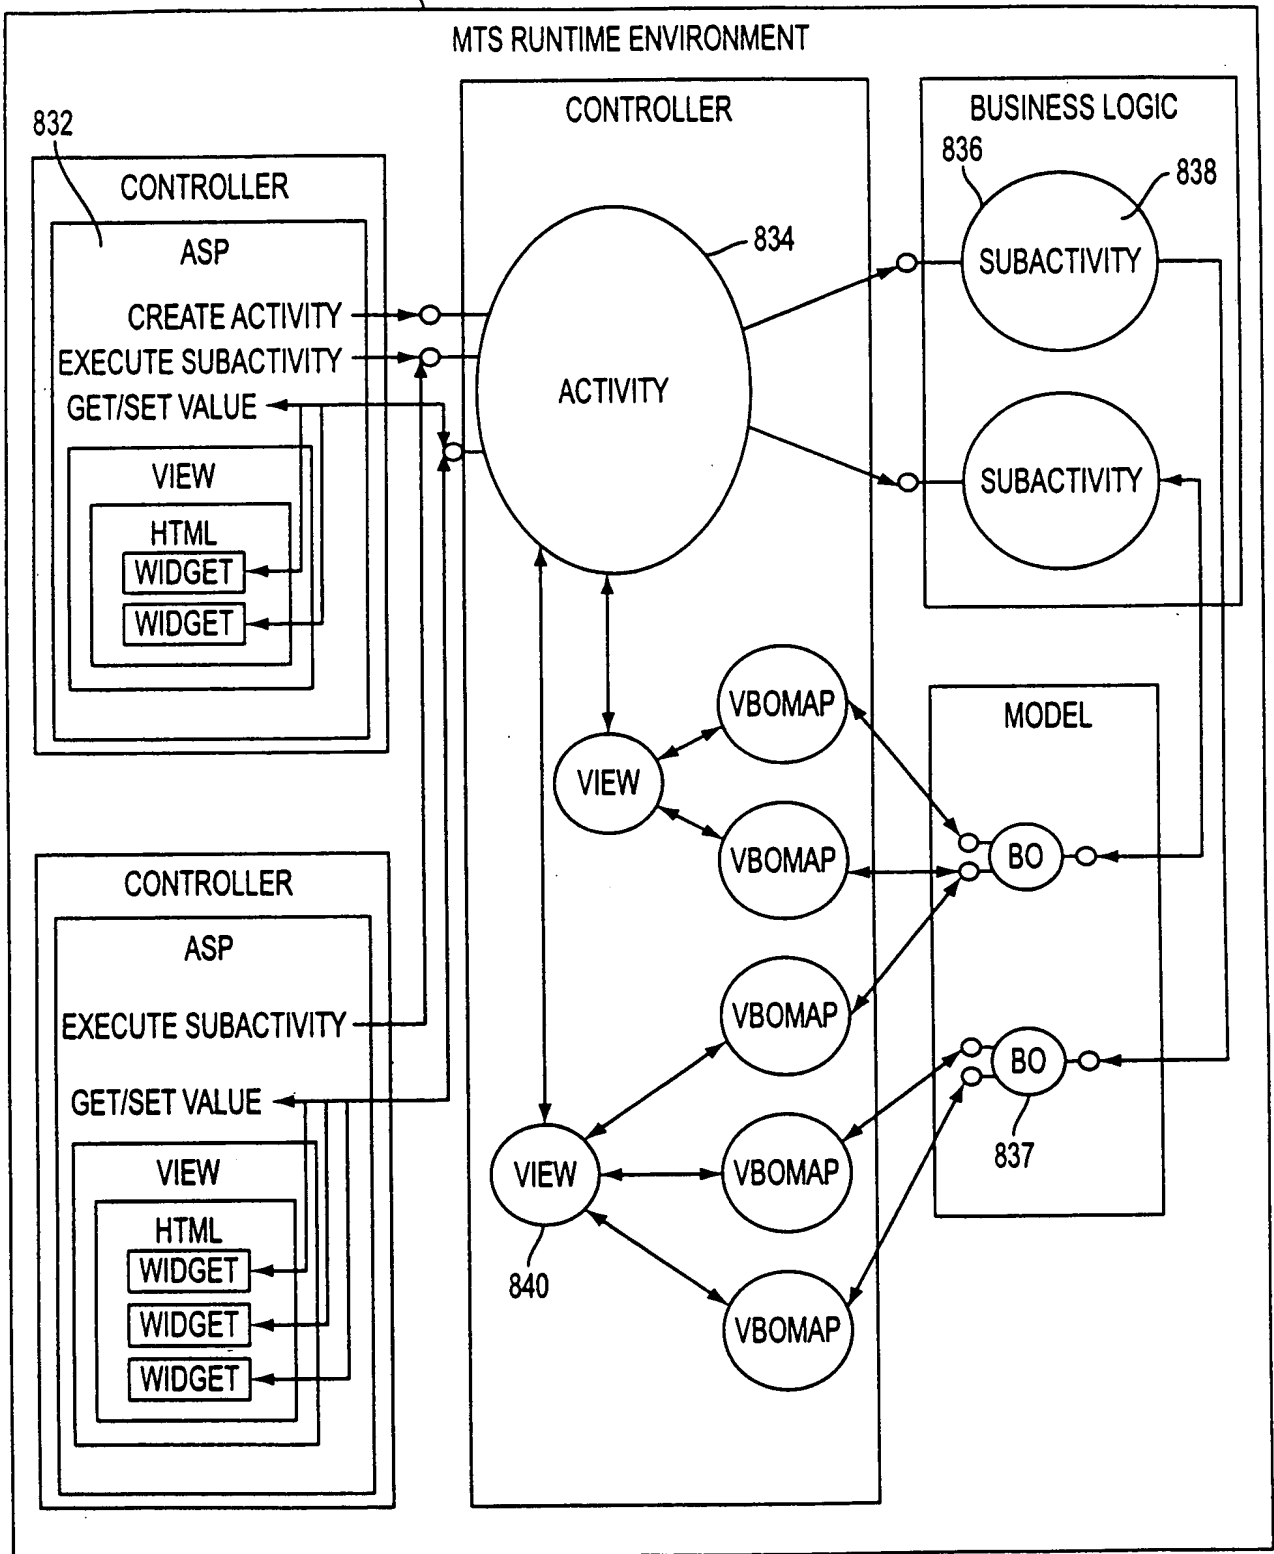 MTS RUNTIME ENVIRONMENT
832
CONTROLLER
ASP
CREATE ACTIVITY
EXECUTE SUBACTIVITY
GET/SET VALUE
VIEW
HTML
WIDGET
WIDGET
CONTROLLER
ASP
EXECUTE SUBACTIVITY
GET/SET VALUE
VIEW
HTML
WIDGET
WIDGET
WIDGET
CONTROLLER
834
ACTIVITY
VBOMAP
VIEW
VBOMAP
VBOMAP
VIEW
VBOMAP
840
VBOMAP
BUSINESS LOGIC
836
838
SUBACTIVITY
SUBACTIVITY
MODEL
BO
BO
837